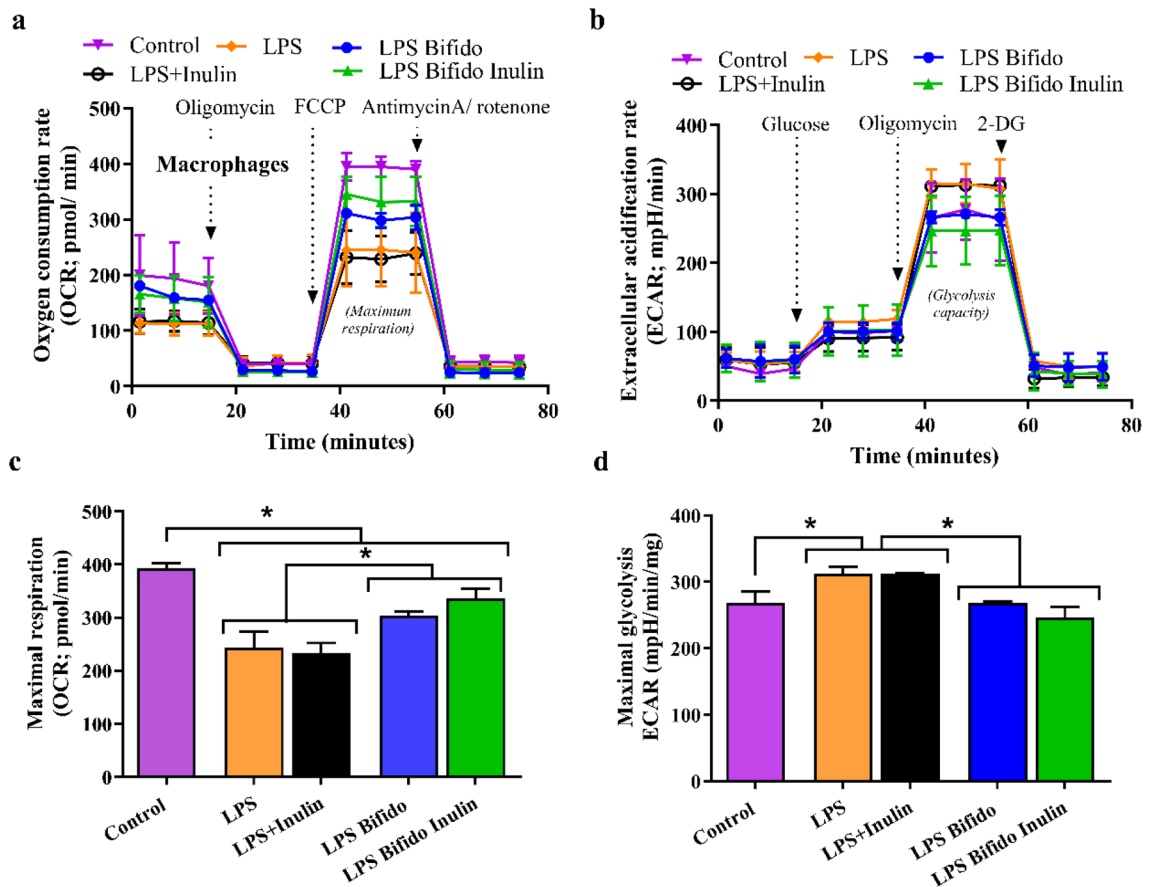 a
Control
LPS
LPS Bifido
LPS+Inulin
LPS Bifido Inulin
Oligomycin
FCCP
AntimycinA/ rotenone
Macrophages
Oxygen consumption rate
(OCR; pmol/ min)
500
400
300
200
100
0
(Maximum
respiration)
0
20
40
60
80
Time (minutes)
b
Control
LPS
LPS Bifido
LPS+Inulin
LPS Bifido Inulin
Glucose
Oligomycin
2-DG
Extracellular acidification rate
(ECAR; mpH/min)
400
300
200
100
0
(Glycolysis
capacity)
0
20
40
60
80
Time (minutes)
c
Maximal respiration
(OCR; pmol/min)
500
400
300
200
400
0
*
*
Control
LPS
LPS+Inulin
LPS Bifido
LPS Bifido Inulin
d
Maximal glycolysis
ECAR (mpH/min/mg)
400
300
200
100
0
*
*
Control
LPS
LPS+Inulin
LPS Bifido
LPS Bifido Inulin